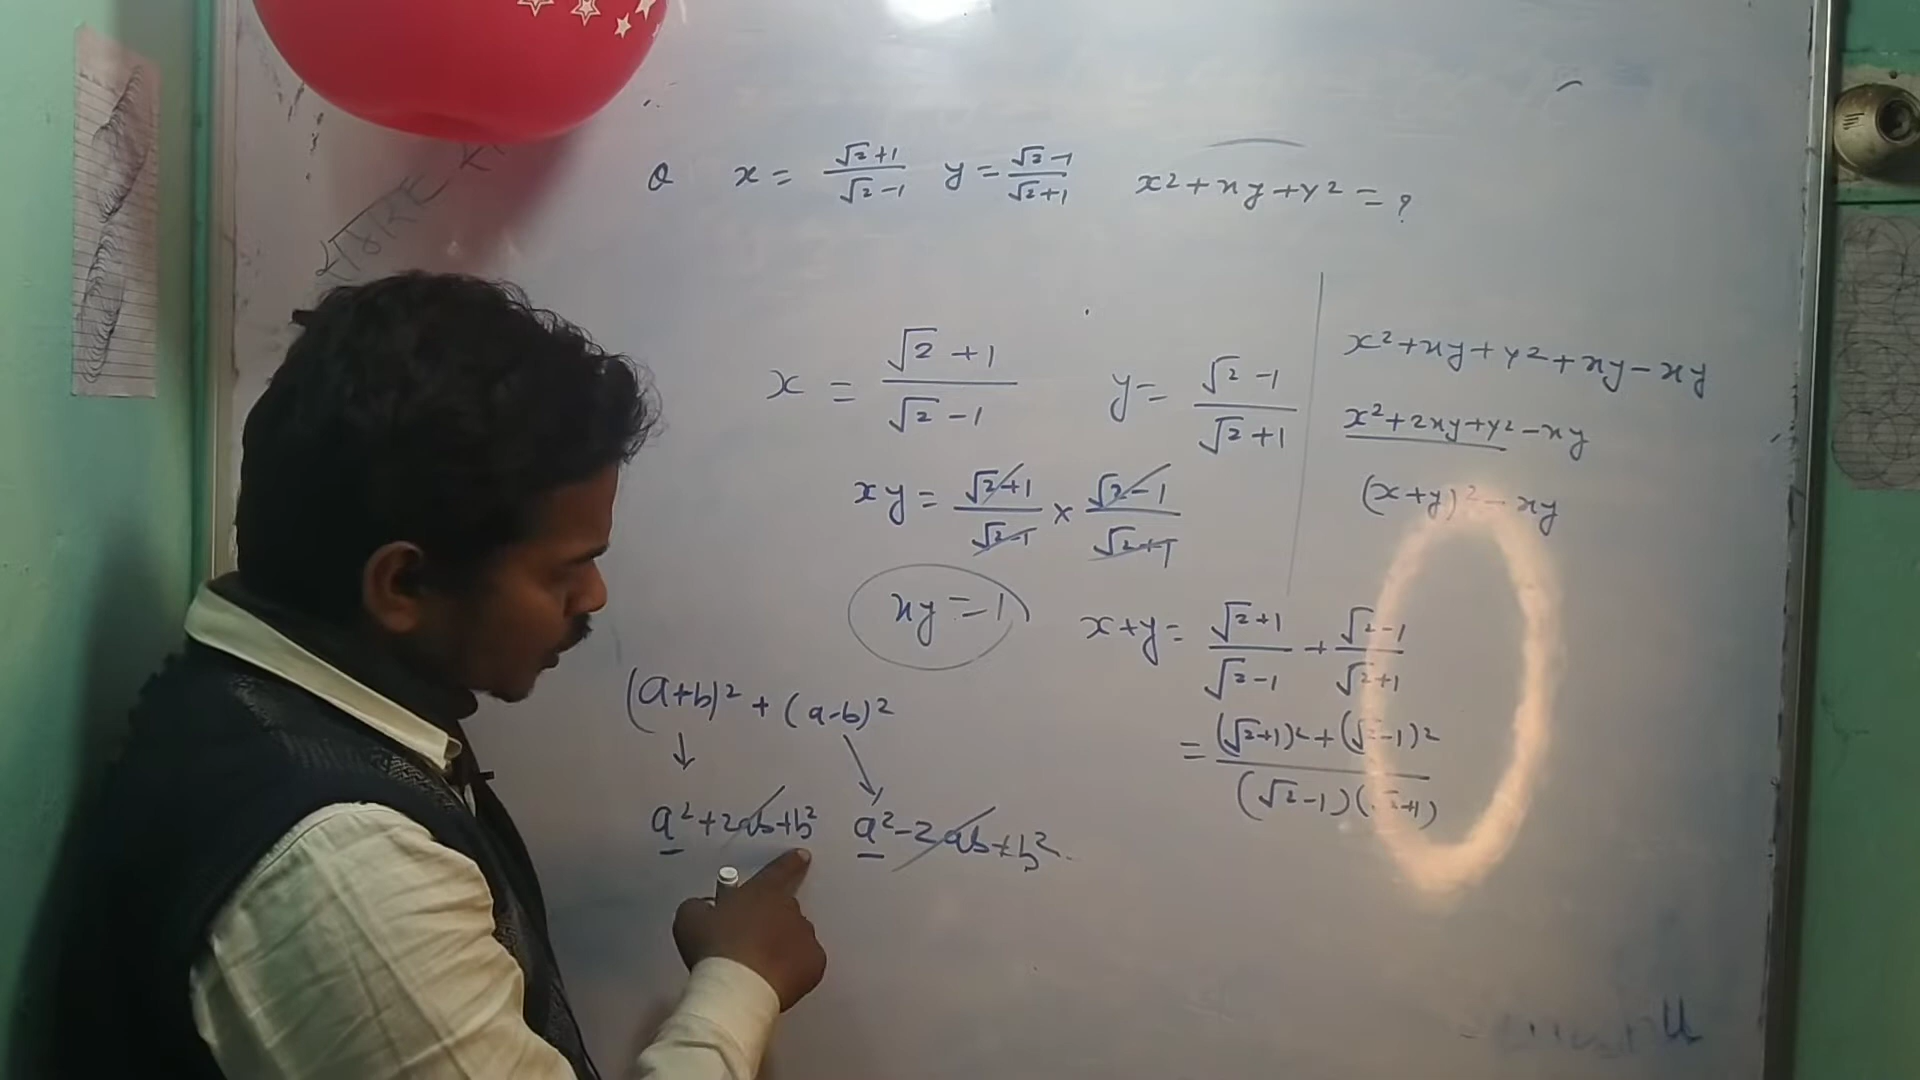 Q x = (√2+1)/(√2-1) y = (√2-1)/(√2+1) x²+xy+y² = ?
x = (√2+1)/(√2-1) y = (√2-1)/(√2+1)
xy = (√2+1)/(√2-1) × (√2-1)/(√2+1)
xy = 1
x²+xy+y²+xy-xy
x²+2xy+y²-xy
(x+y)²-xy
x+y = (√2+1)/(√2-1) + (√2-1)/(√2+1)
= ((√2+1)²+(√2-1)²)/((√2-1)(√2+1))
(a+b)² + (a-b)²
↓ ↘
a²+2ab+b² a²-2ab+b²